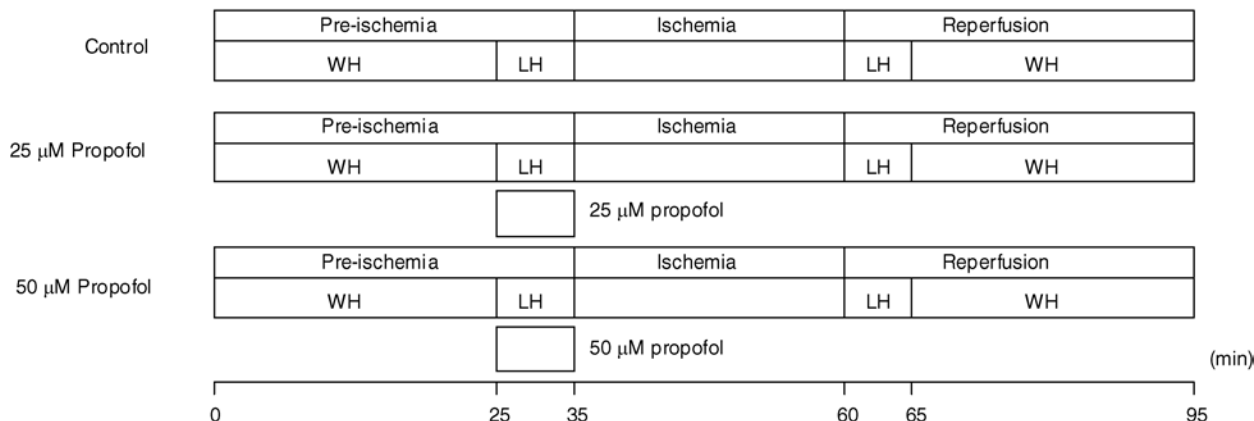 Pre-ischemia Ischemia Reperfusion
Control
WH LH LH WH
Pre-ischemia Ischemia Reperfusion
25 μM Propofol
WH LH LH WH
25 μM propofol
Pre-ischemia Ischemia Reperfusion
50 μM Propofol
WH LH LH WH
50 μM propofol
(min)
0 25 35 60 65 95